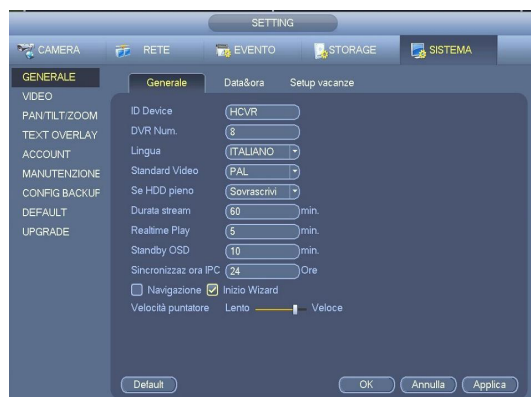 SETTING
CAMERA RETE EVENTO STORAGE SISTEMA
GENERALE
VIDEO
PAN/TILT/ZOOM
TEXT OVERLAY
ACCOUNT
MANUTENZIONE
CONFIG BACKUF
DEFAULT
UPGRADE
Generale Data&ora Setup vacanze
ID Device HCVR
DVR Num. 8
Lingua ITALIANO
Standard Video PAL
Se HDD pieno Sovrascrivi
Durata stream 60 min.
Realtime Play 5 min.
Standby OSD 10 min.
Sincronizzaz ora IPC 24 Ore
Navigazione Inizio Wizard
Velocità puntatore Lento Veloce
Default OK Annulla Applica